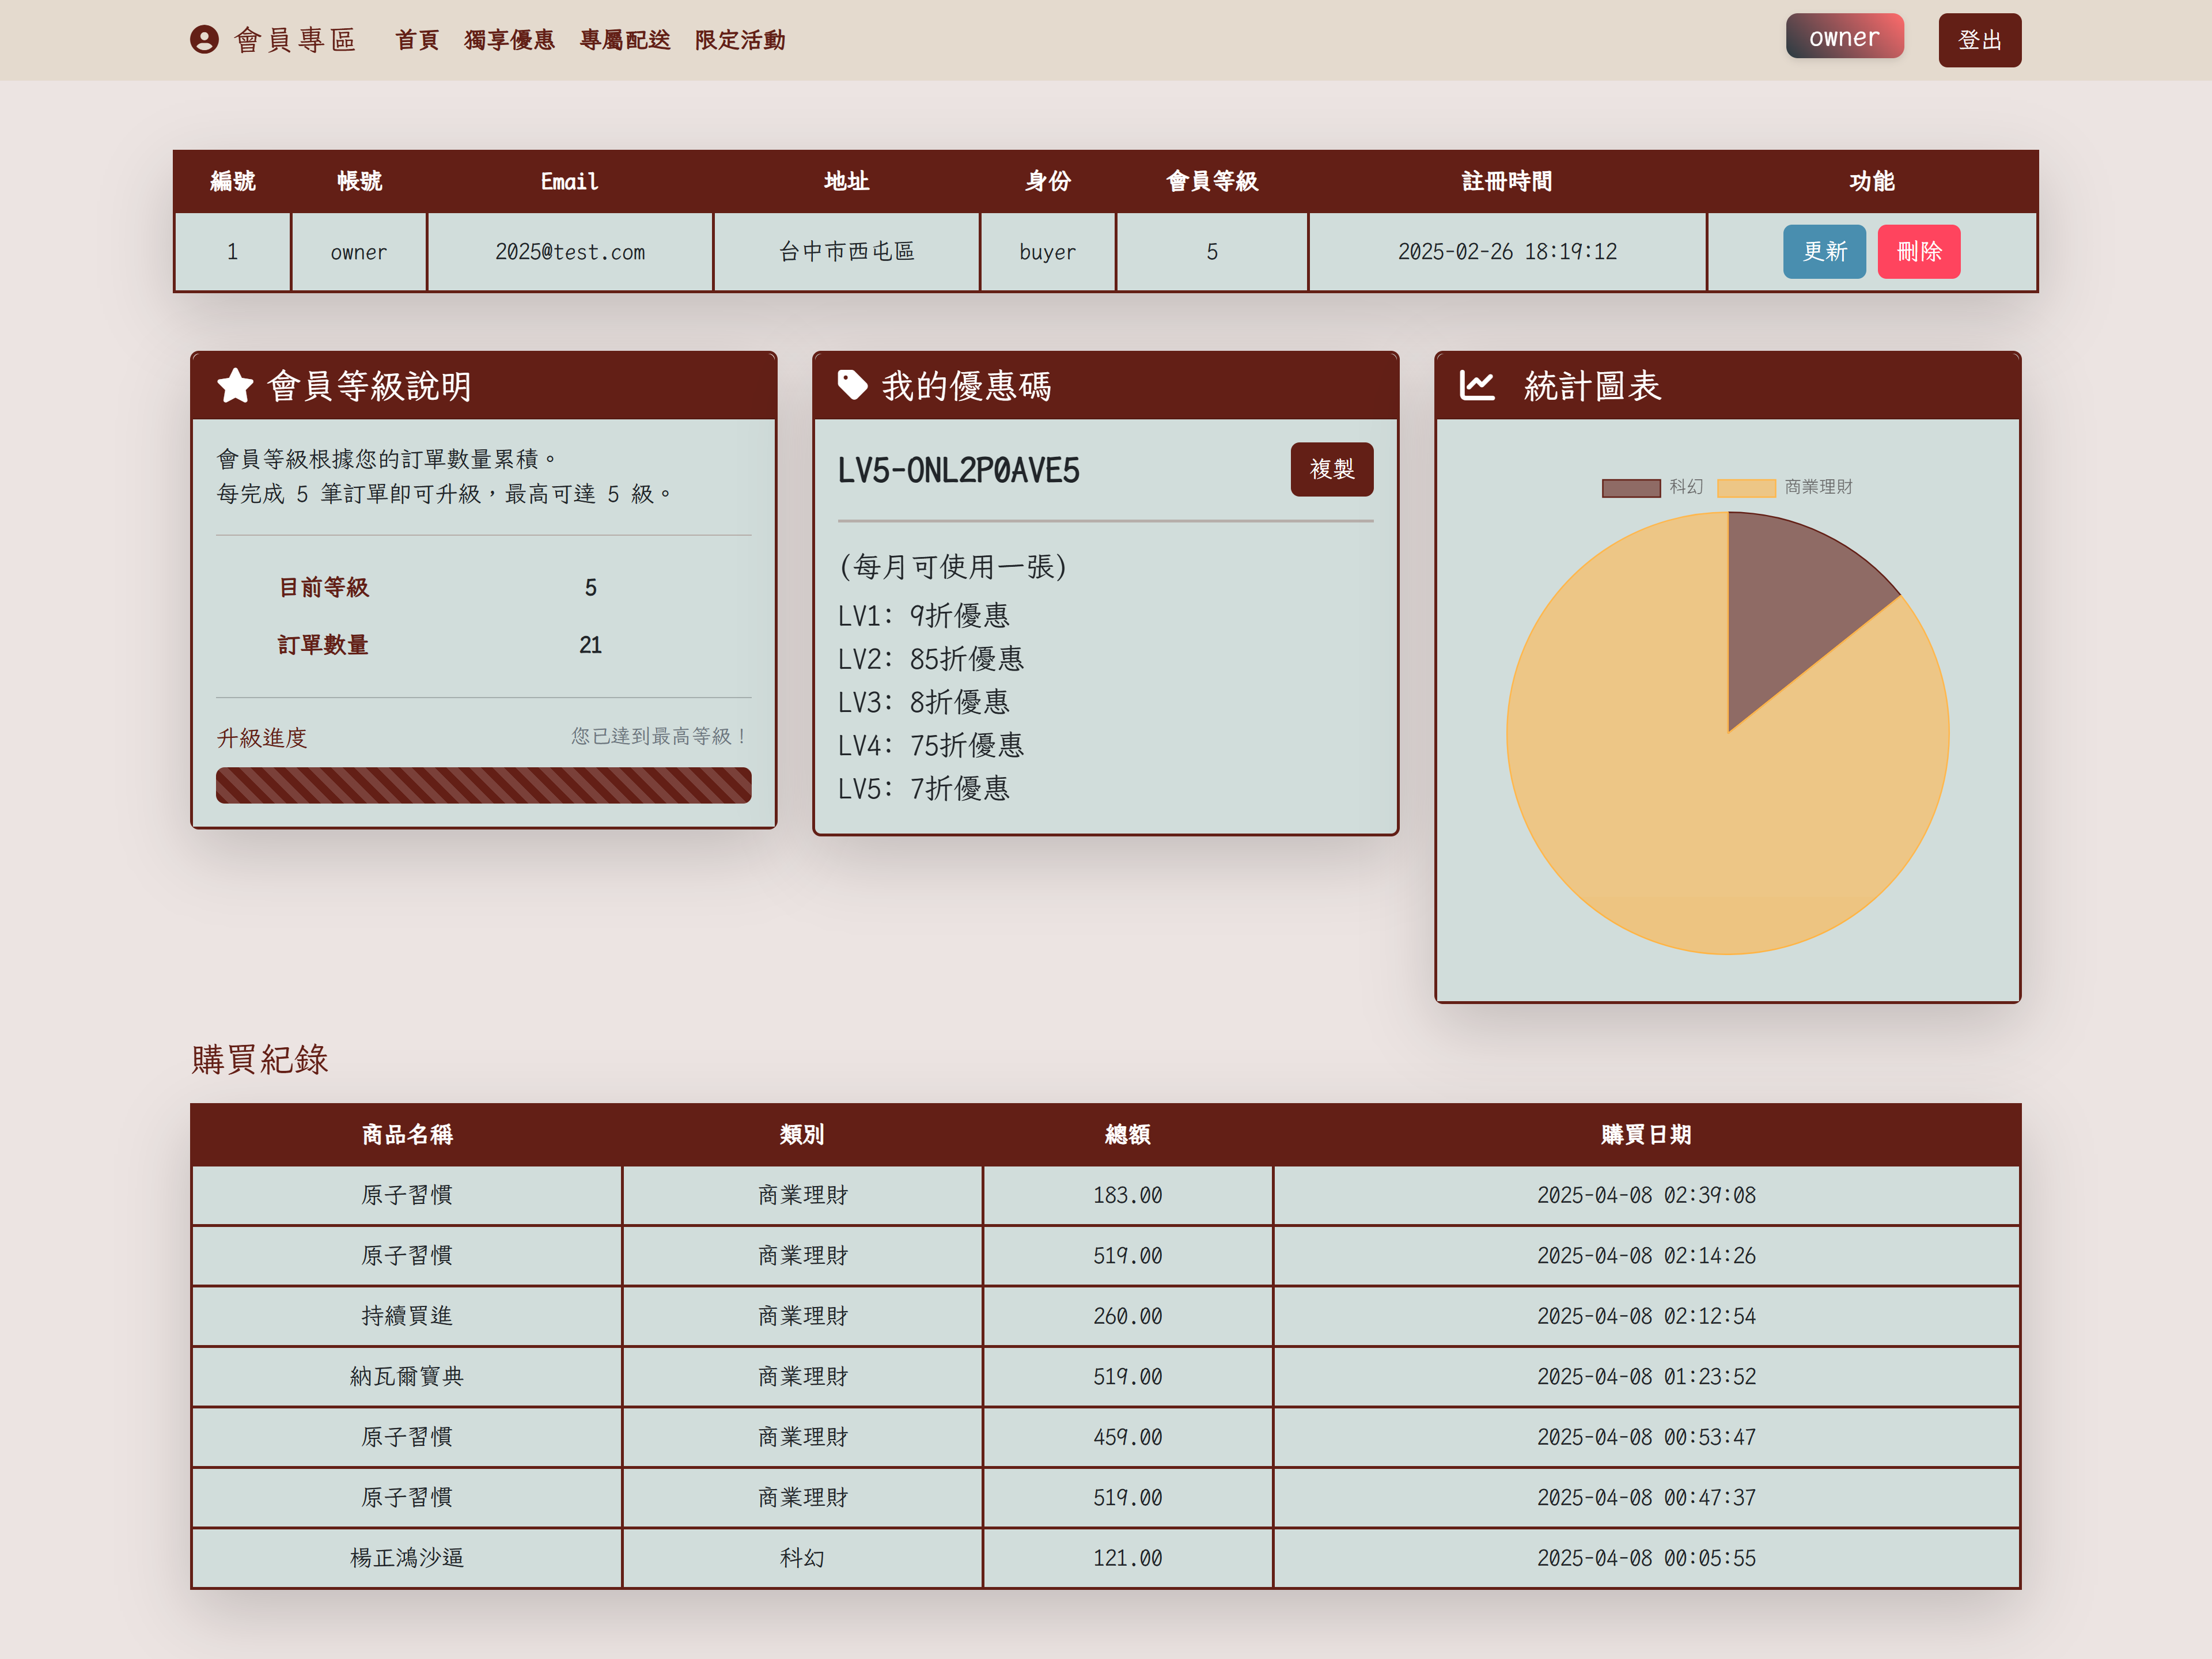 會員專區 首頁 獨享優惠 專屬配送 限定活動 owner 登出
編號 帳號 Email 地址 身份 會員等級 註冊時間 功能
1 owner 2025@test.com 台中市西屯區 buyer 5 2025-02-26 18:19:12 更新 刪除
會員等級說明
會員等級根據您的訂單數量累積。
每完成 5 筆訂單即可升級，最高可達 5 級。
目前等級 5
訂單數量 21
升級進度 您已達到最高等級！
我的優惠碼
LV5-ONL2P0AVE5 複製
(每月可使用一張)
LV1: 9折優惠
LV2: 85折優惠
LV3: 8折優惠
LV4: 75折優惠
LV5: 7折優惠
統計圖表
科幻 商業理財
購買紀錄
商品名稱 類別 總額 購買日期
原子習慣 商業理財 183.00 2025-04-08 02:39:08
原子習慣 商業理財 519.00 2025-04-08 02:14:26
持續買進 商業理財 260.00 2025-04-08 02:12:54
納瓦爾寶典 商業理財 519.00 2025-04-08 01:23:52
原子習慣 商業理財 459.00 2025-04-08 00:53:47
原子習慣 商業理財 519.00 2025-04-08 00:47:37
楊正鴻沙逼 科幻 121.00 2025-04-08 00:05:55